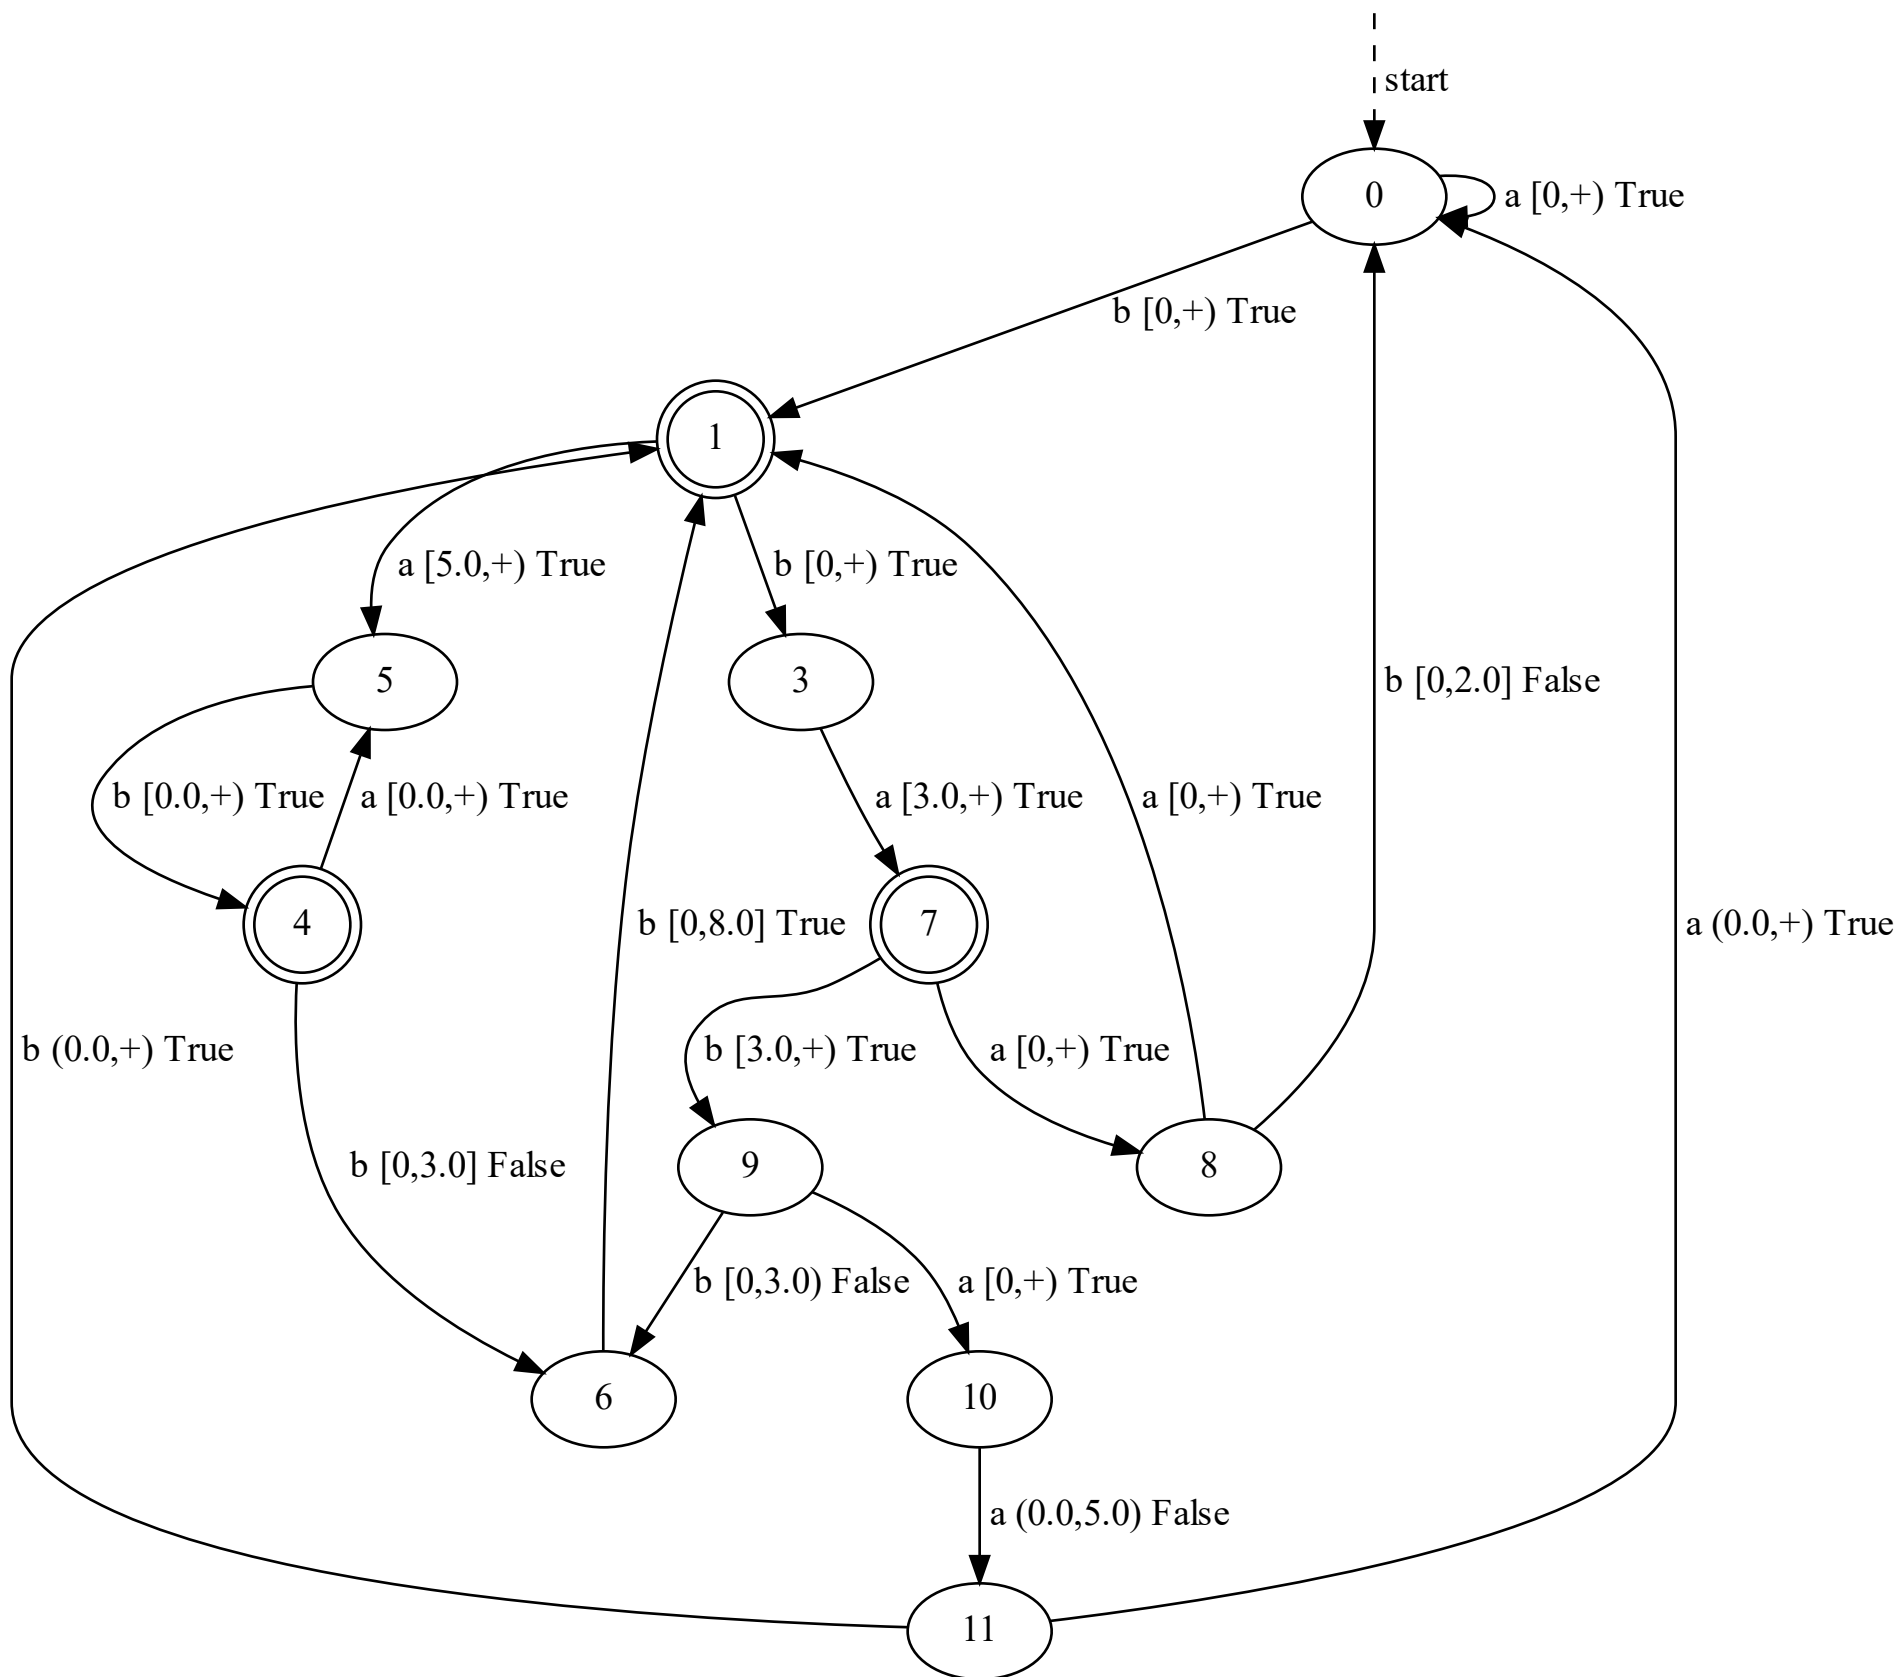 start
0
a [0,+) True
b [0,+) True
1
a [5.0,+) True
b [0,+) True
5
3
b [0,2.0] False
b [0.0,+) True
a [0.0,+) True
a [3.0,+) True
a [0,+) True
4
b [0,8.0] True
7
a (0.0,+) True
b (0.0,+) True
b [3.0,+) True
a [0,+) True
b [0,3.0] False
9
8
b [0,3.0) False
a [0,+) True
6
10
a (0.0,5.0) False
11